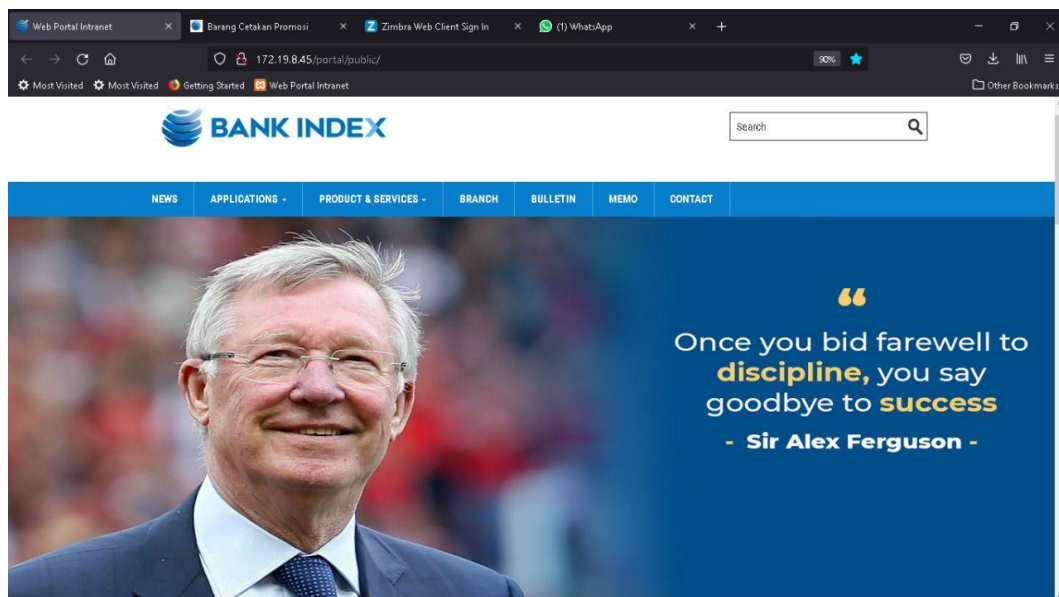 Web Portal Intranet
Barang Cetakan Promosi
Zimbra Web Client Sign In
(1) WhatsApp
172.19.8.45/portal/public/
90%
Most Visited
Most Visited
Getting Started
Web Portal Intranet
Other Bookmarks
BANK INDEX
Search
NEWS
APPLICATIONS
PRODUCT & SERVICES
BRANCH
BULLETIN
MEMO
CONTACT
“
Once you bid farewell to
discipline, you say
goodbye to success
- Sir Alex Ferguson -